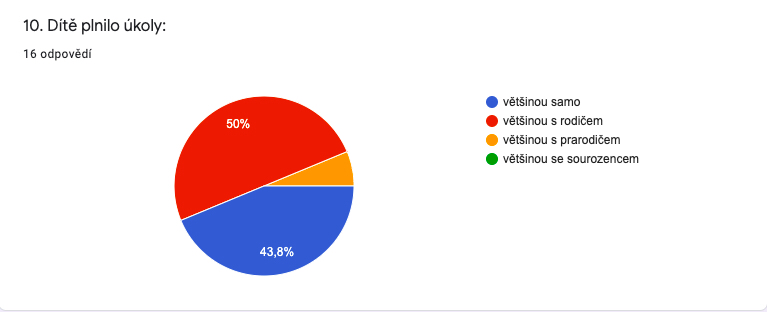 10. Dítě plnilo úkoly:
16 odpovědí
většinou samo
většinou s rodičem
většinou s prarodičem
většinou se sourozencem
50%
43,8%